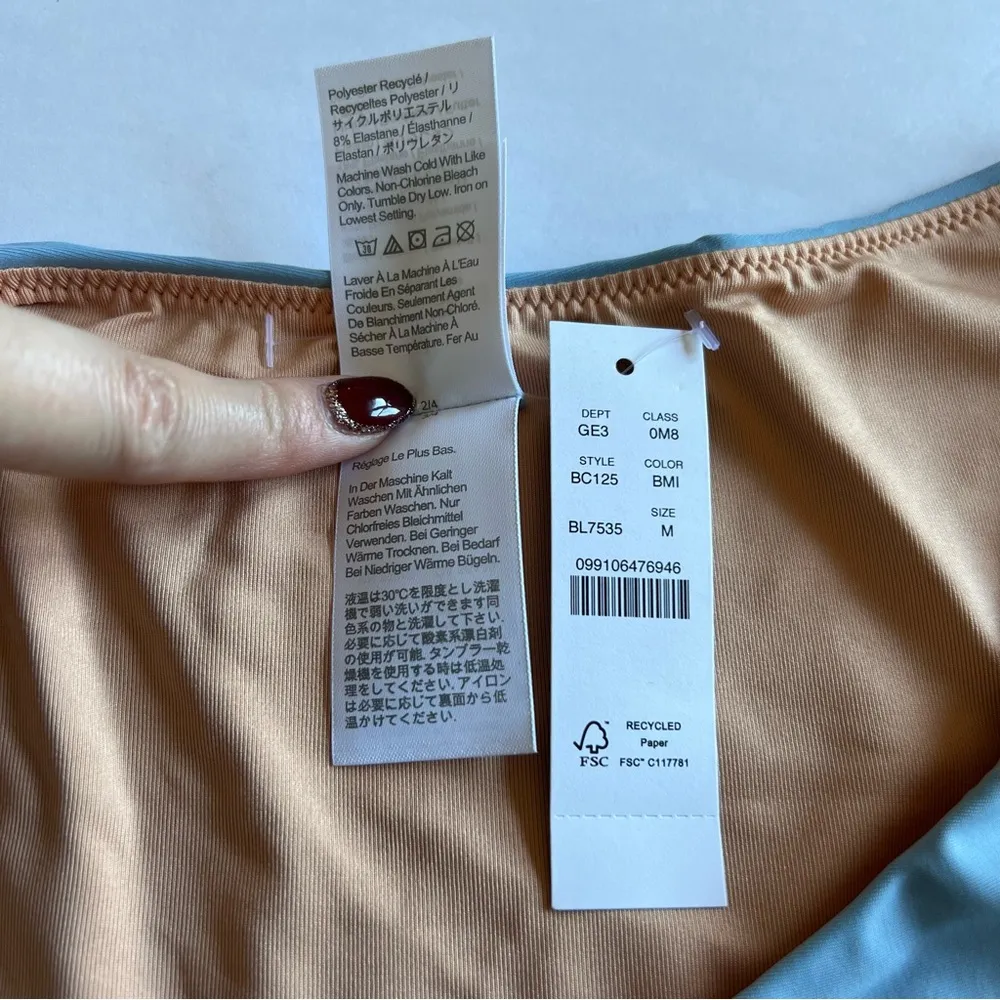 Polyester Recyclé /
Recyceltes Polyester / リ
サイクルポリエステル
8% Elastane / Élasthanne /
Elastan / ポリウレタン
Machine Wash Cold With Like
Colors. Non-Chlorine Bleach
Only. Tumble Dry Low. Iron on
Lowest Setting.
30
Laver À La Machine À L'Eau
Froide En Séparant Les
Couleurs. Seulement Agent
De Blanchiment Non-Chloré.
Sécher À La Machine À
Basse Température. Fer Au
2/4
Réglage Le Plus Bas.
In Der Maschine Kalt
Waschen Mit Ähnlichen
Farben Waschen. Nur
Chlorfreies Bleichmittel
Verwenden. Bei Geringer
Wärme Trocknen. Bei Bedarf
Bei Niedriger Wärme Bügeln.
液温は30℃を限度とし洗濯
機で弱い洗いができます同
色系の物と洗濯して下さい.
必要に応じて酸素系漂白剤
の使用が可能. タンブラー乾
燥機を使用する時は低温処
理をしてください. アイロン
は必要に応じて裏面から低
温かけてください.
DEPT CLASS
GE3 0M8
STYLE COLOR
BC125 BMI
SIZE
BL7535 M
099106476946
RECYCLED
Paper
FSC™ C117781
FSC